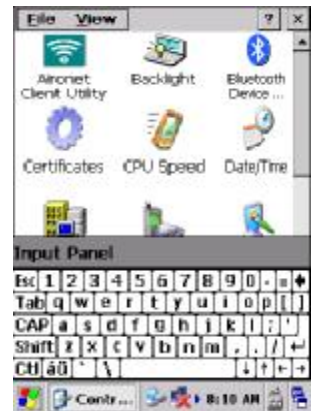 File View ? ×
Aironet Backlight Bluetooth
Client Utility Device ...
Certificates CPU Speed Date/Time
Input Panel
Esc 1 2 3 4 5 6 7 8 9 0 - =
Tab q w e r t y u i o p [ ]
CAP a s d f g h j k l ; '
Shift z x c v b n m , . /
Ctl áü ` \
Contr... 8:10 AM